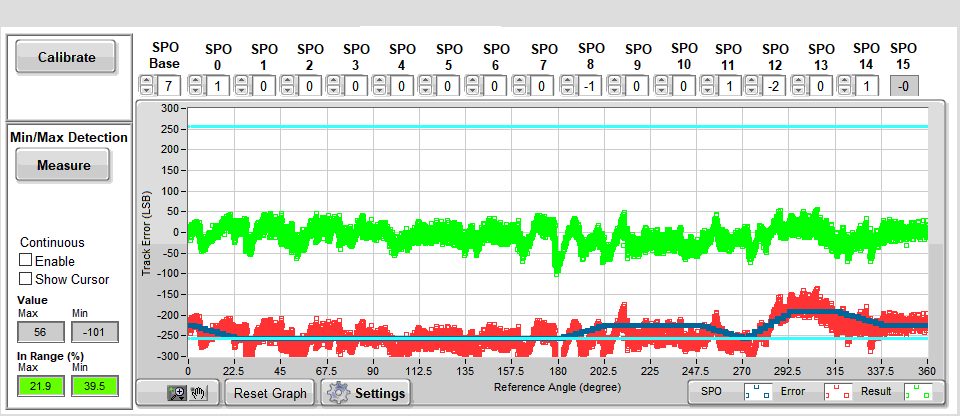 Calibrate
Min/Max Detection
Measure
Continuous
Enable
Show Cursor
Value
Max Min
56 -101
In Range (%)
Max Min
21.9 39.5
SPO Base SPO 0 SPO 1 SPO 2 SPO 3 SPO 4 SPO 5 SPO 6 SPO 7 SPO 8 SPO 9 SPO 10 SPO 11 SPO 12 SPO 13 SPO 14 SPO 15
7 1 0 0 0 0 0 0 0 -1 0 0 1 -2 0 1 -0
Track Error (LSB)
300
250
200
150
100
50
0
-50
-100
-150
-200
-250
-300
0 22.5 45 67.5 90 112.5 135 157.5 180 202.5 225 247.5 270 292.5 315 337.5 360
Reference Angle (degree)
Reset Graph
Settings
SPO Error Result